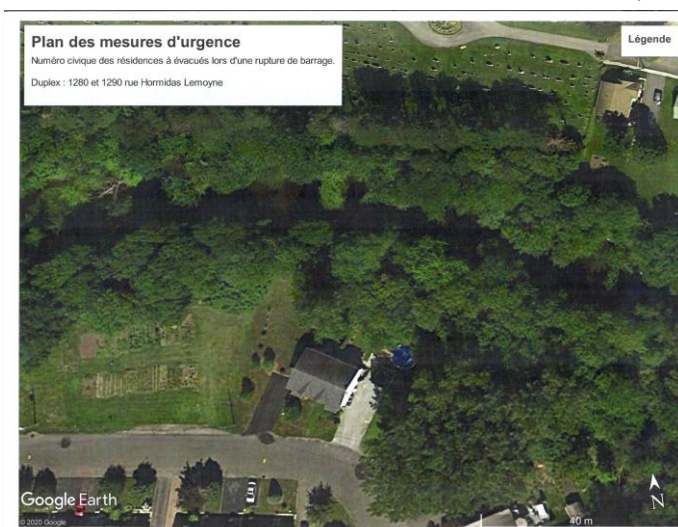 Plan des mesures d'urgence
Numéro civique des résidences à évacués lors d'une rupture de barrage.
Duplex : 1280 et 1290 rue Hormidas Lemoyne
Légende
Google Earth
© 2020 Google
N
40 m